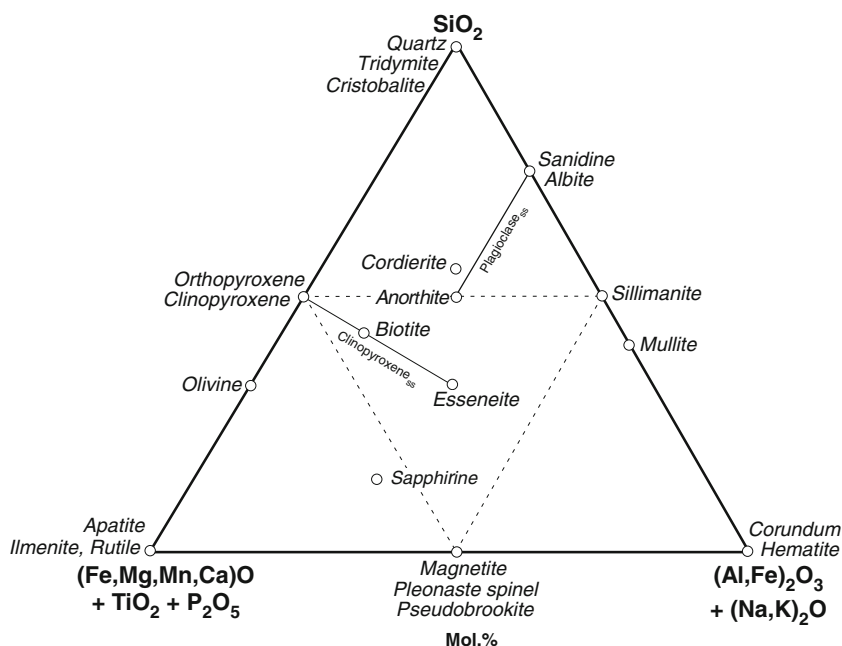 SiO₂
Quartz
Tridymite
Cristobalite
Sanidine
Albite
Plagioclase ss
Cordierite
Orthopyroxene
Clinopyroxene
Anorthite
Sillimanite
Biotite
Clinopyroxene ss
Mullite
Olivine
Esseneite
Sapphirine
Apatite
Ilmenite, Rutile
Corundum
Hematite
(Fe,Mg,Mn,Ca)O
+ TiO₂ + P₂O₅
Magnetite
Pleonaste spinel
Pseudobrookite
(Al,Fe)₂O₃
+ (Na,K)₂O
Mol.%